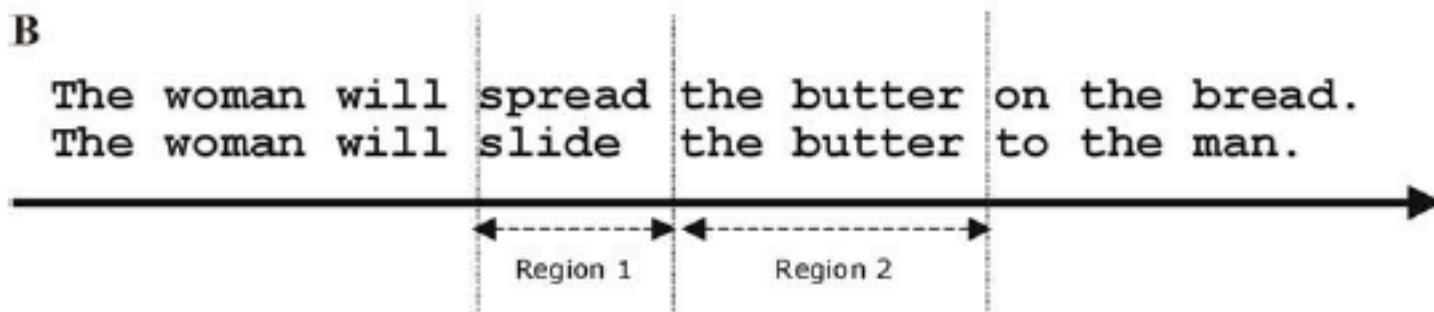 B
The woman will spread the butter on the bread.
The woman will slide the butter to the man.
Region 1 Region 2